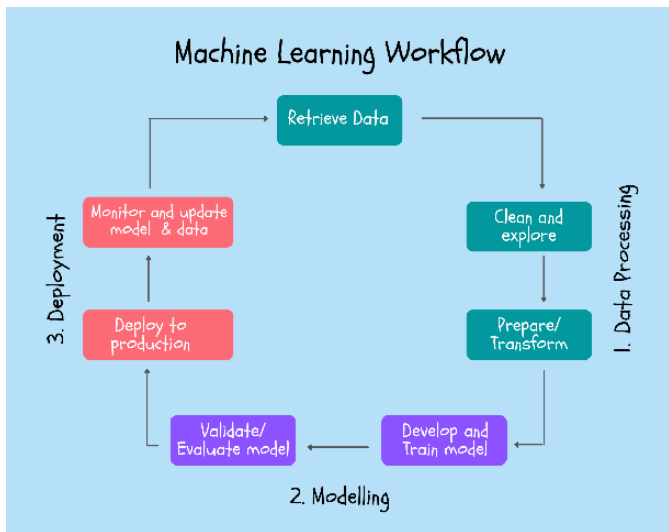 Machine Learning Workflow
Retrieve Data
Clean and
explore
1. Data Processing
Prepare/
Transform
Develop and
Train model
2. Modelling
Validate/
Evaluate model
Deploy to
production
3. Deployment
Monitor and update
model & data